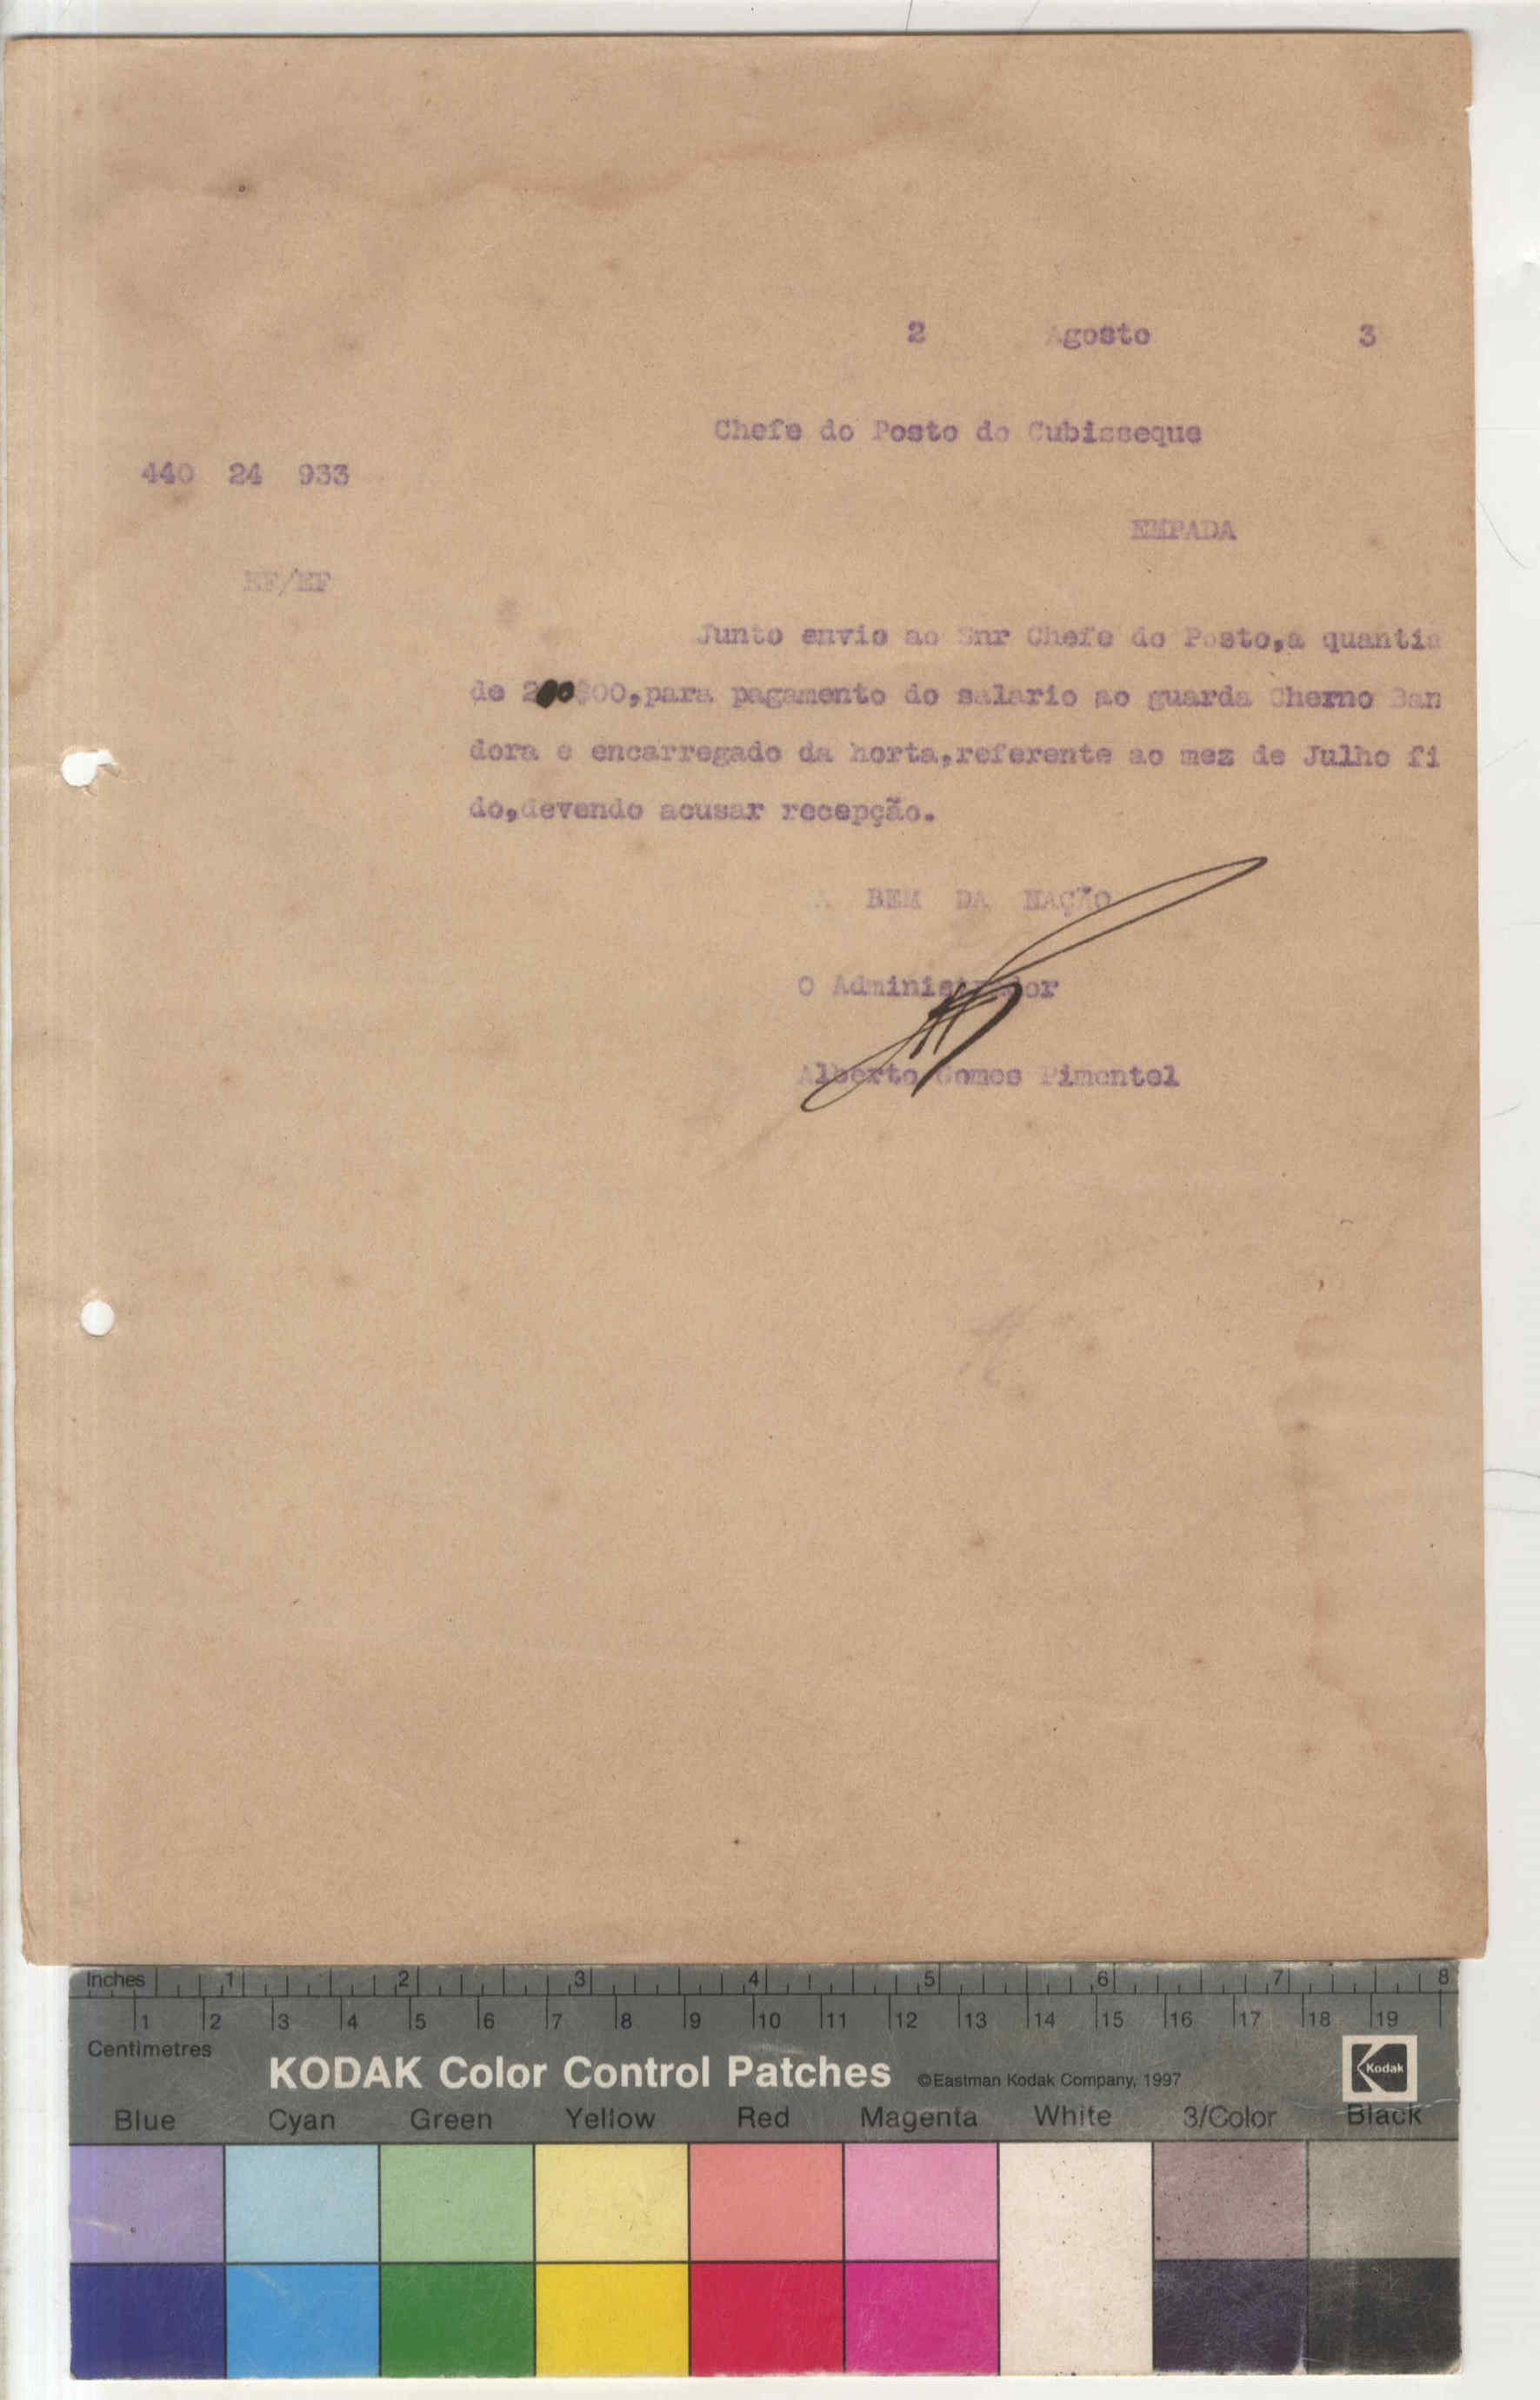 2 Agosto 3
Chefe do Posto de Cubisseque
440 24 933
EMPADA
EF/EF
Junto envio ao Snr Chefe do Posto,a quantia
de 200$00,para pagamento do salario ao guarda Cherno Ban
dora e encarregado da horta,referente ao mez de Julho fi
do,devendo acusar recepção.
A BEM DA NAÇÃO
O Administrador
Alberto Gomes Pimentel
Inches 1 2 3 4 5 6 7 8
1 2 3 4 5 6 7 8 9 10 11 12 13 14 15 16 17 18 19
Centimetres
KODAK Color Control Patches ©Eastman Kodak Company, 1997 Kodak
Blue Cyan Green Yellow Red Magenta White 3/Color Black